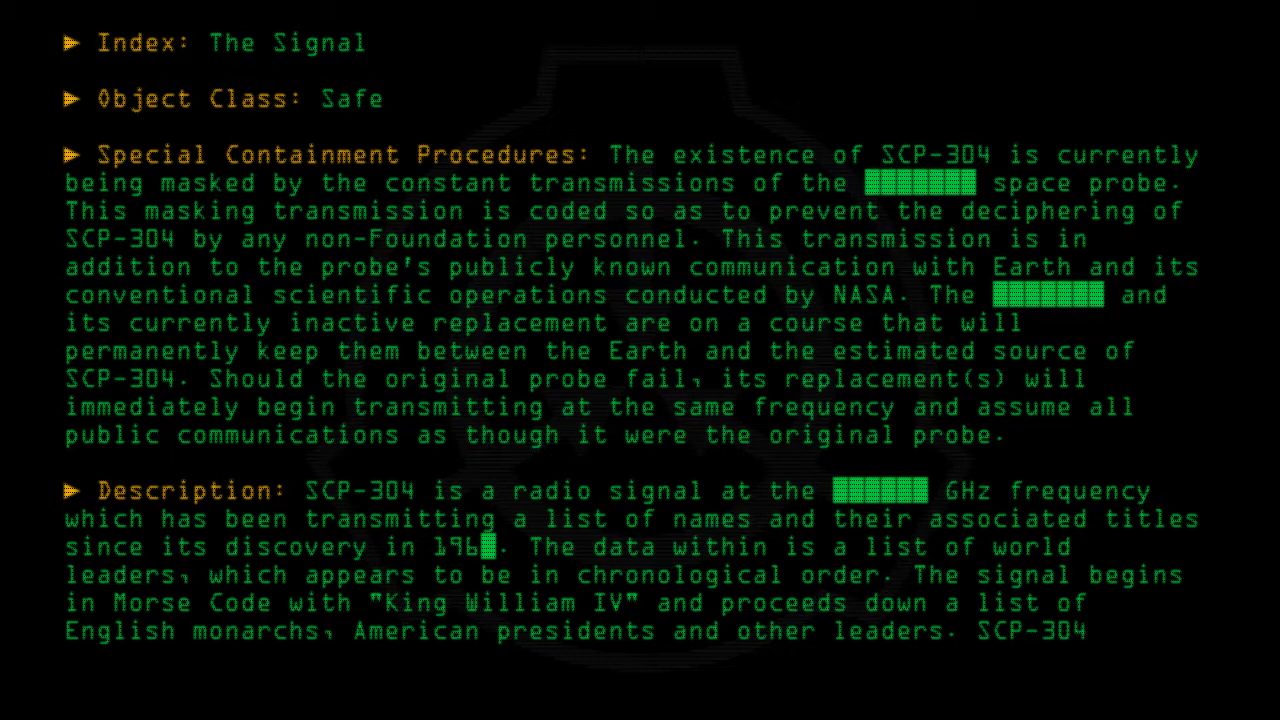 ► Index: The Signal
► Object Class: Safe
► Special Containment Procedures: The existence of SCP-304 is currently
being masked by the constant transmissions of the ███████ space probe.
This masking transmission is coded so as to prevent the deciphering of
SCP-304 by any non-Foundation personnel. This transmission is in
addition to the probe's publicly known communication with Earth and its
conventional scientific operations conducted by NASA. The ███████ and
its currently inactive replacement are on a course that will
permanently keep them between the Earth and the estimated source of
SCP-304. Should the original probe fail, its replacement(s) will
immediately begin transmitting at the same frequency and assume all
public communications as though it were the original probe.
► Description: SCP-304 is a radio signal at the ██████ GHz frequency
which has been transmitting a list of names and their associated titles
since its discovery in 196█. The data within is a list of world
leaders, which appears to be in chronological order. The signal begins
in Morse Code with "King William IV" and proceeds down a list of
English monarchs, American presidents and other leaders. SCP-304